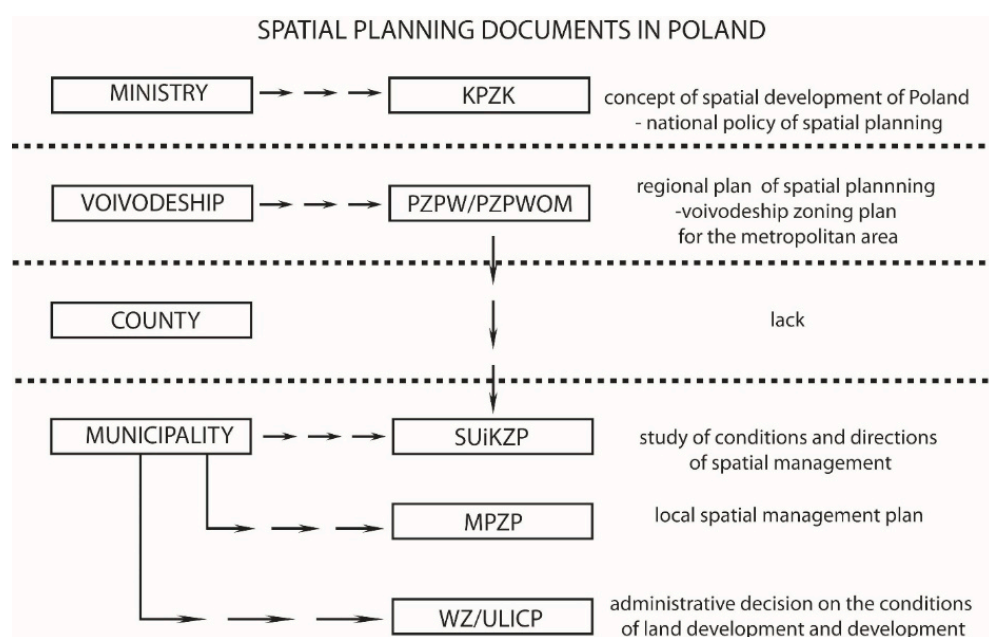 SPATIAL PLANNING DOCUMENTS IN POLAND
MINISTRY
KPZK
concept of spatial development of Poland
- national policy of spatial planning
VOIVODESHIP
PZPW/PZPWOM
regional plan of spatial plannning
-voivodeship zoning plan
for the metropolitan area
COUNTY
lack
MUNICIPALITY
SUiKZP
study of conditions and directions
of spatial management
MPZP
local spatial management plan
WZ/ULICP
administrative decision on the conditions
of land development and development